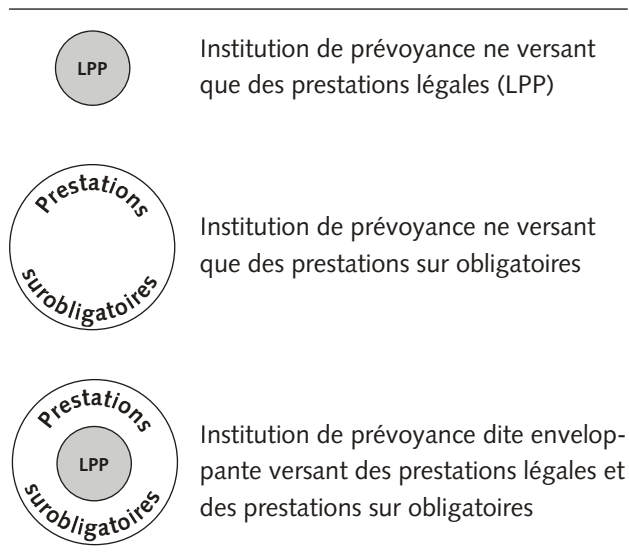 LPP
Institution de prévoyance ne versant
que des prestations légales (LPP)
Prestations
surobligatoires
Institution de prévoyance ne versant
que des prestations sur obligatoires
Prestations
LPP
surobligatoires
Institution de prévoyance dite envelop-
pante versant des prestations légales et
des prestations sur obligatoires